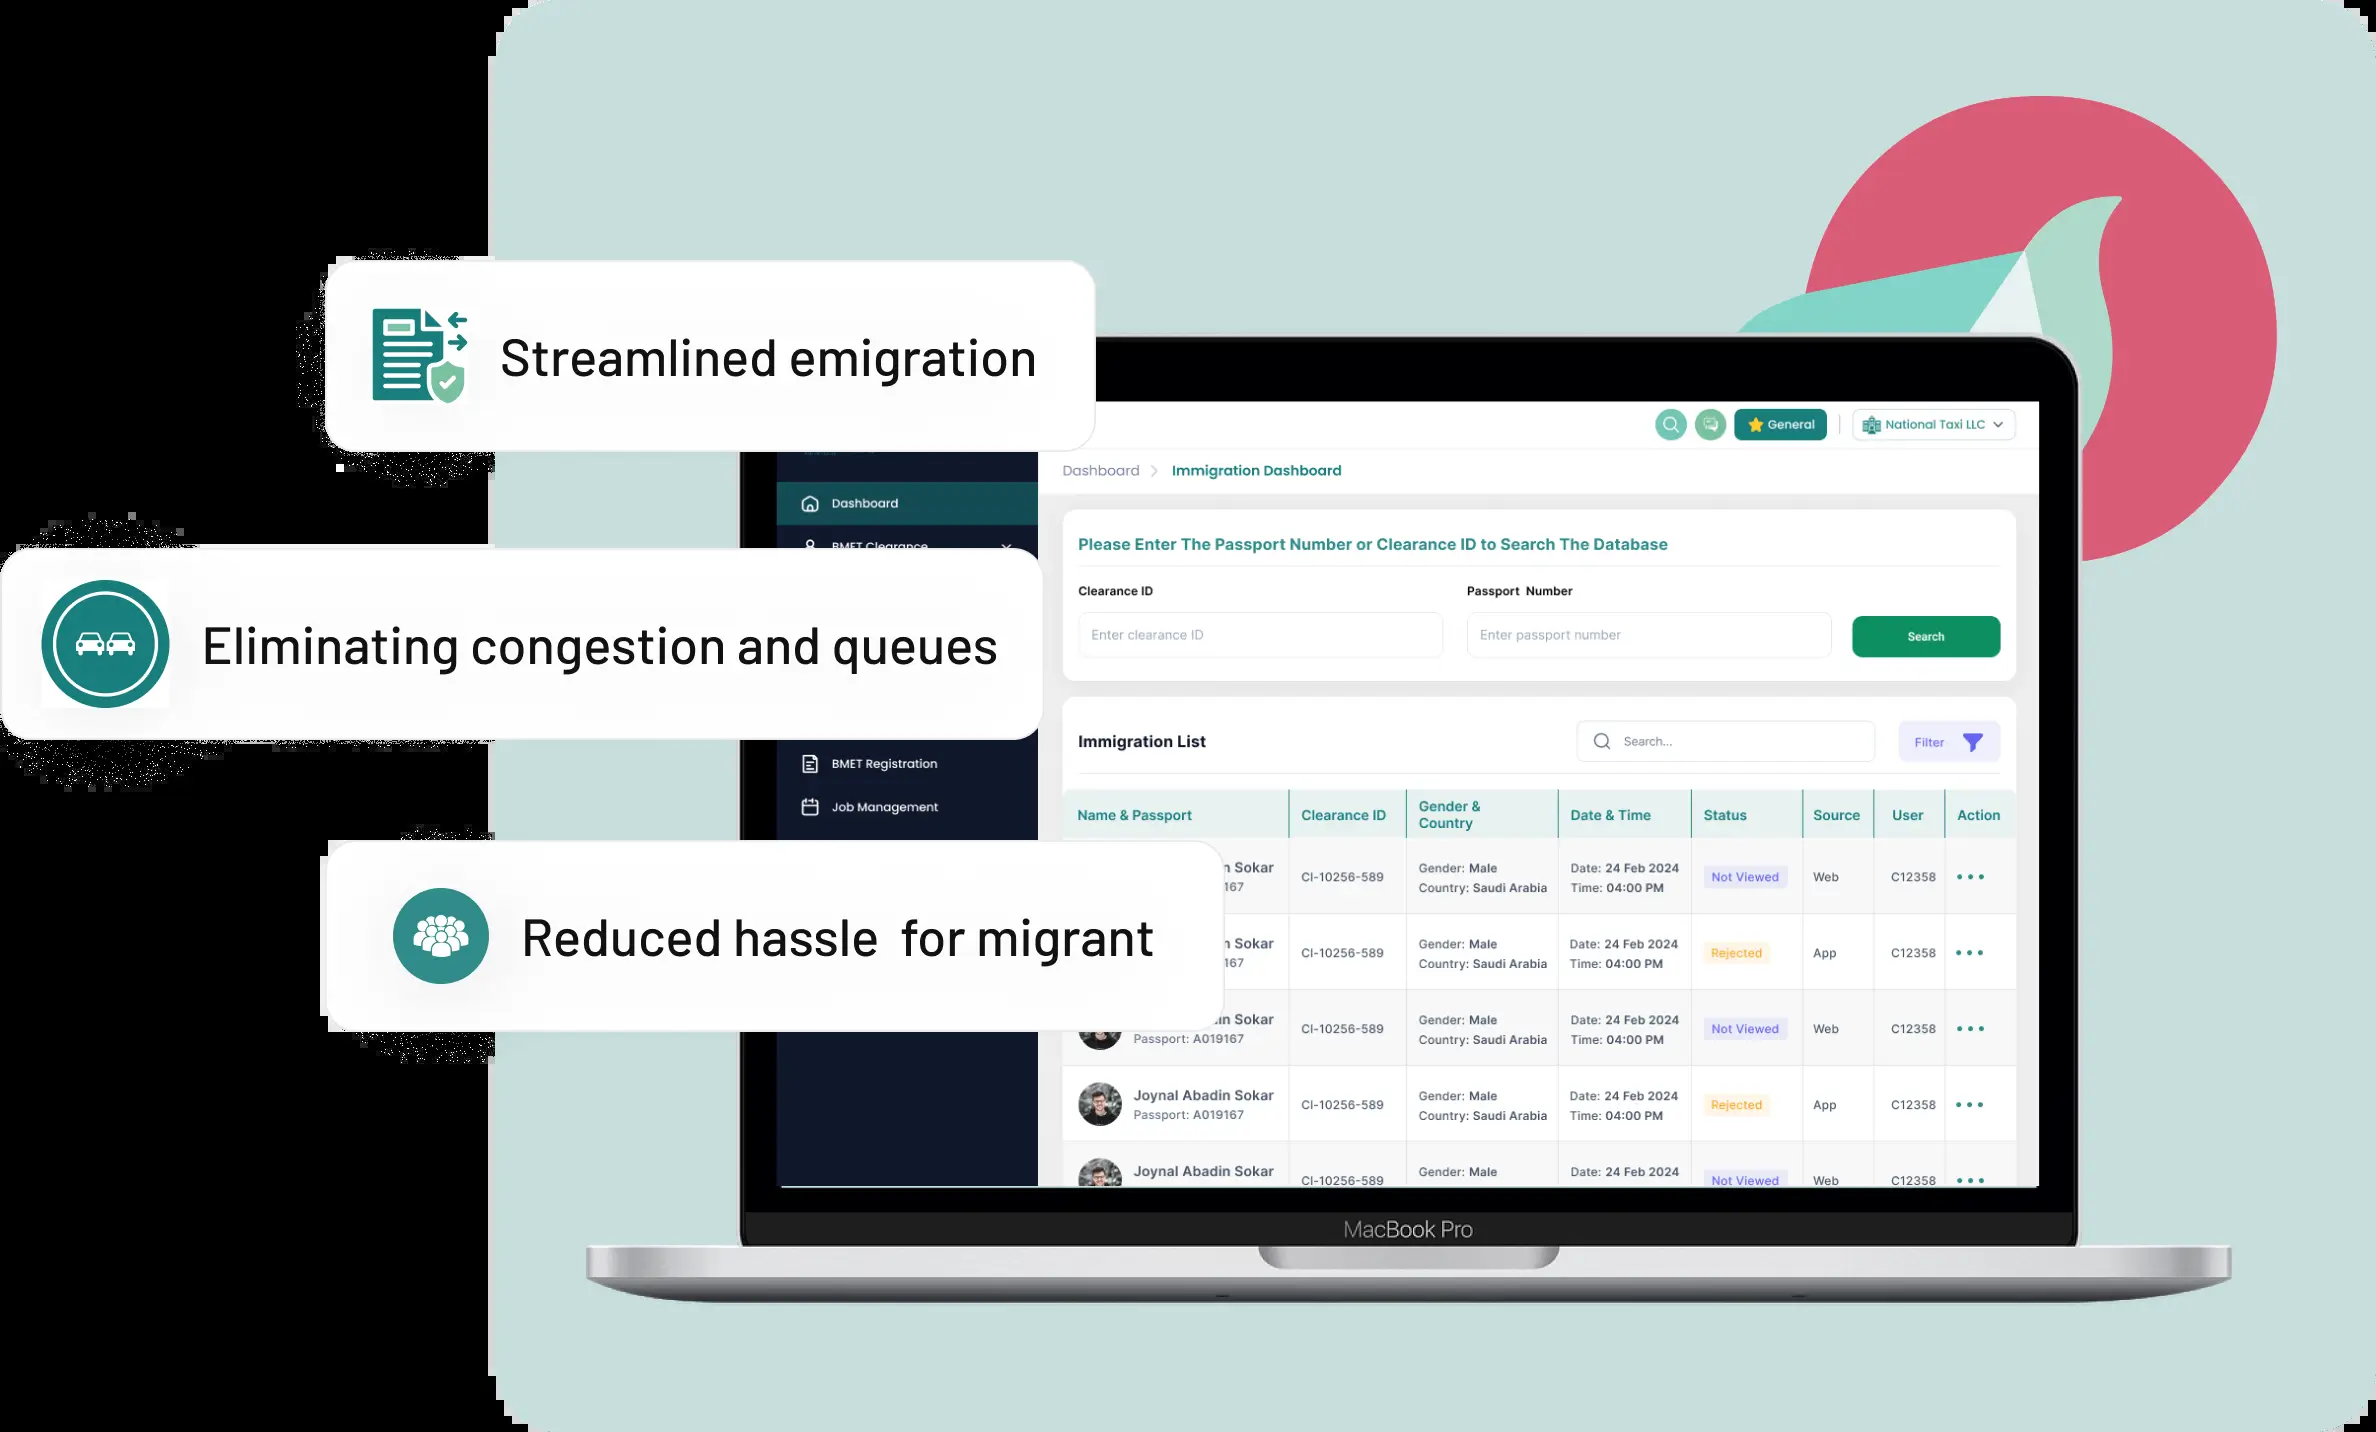 Streamlined emigration
General
National Taxi LLC
Dashboard
Immigration Dashboard
Dashboard
BMET Clearance
Please Enter The Passport Number or Clearance ID to Search The Database
Clearance ID
Passport Number
Enter clearance ID
Enter passport number
Search
Eliminating congestion and queues
Immigration List
Search...
Filter
BMET Registration
Job Management
Name & Passport
Clearance ID
Gender &
Country
Date & Time
Status
Source
User
Action
Sokar
167
CI-10256-589
Gender: Male
Country: Saudi Arabia
Date: 24 Feb 2024
Time: 04:00 PM
Not Viewed
Web
C12358
Reduced hassle for migrant
Sokar
167
CI-10256-589
Gender: Male
Country: Saudi Arabia
Date: 24 Feb 2024
Time: 04:00 PM
Rejected
App
C12358
Sokar
Passport: A019167
CI-10256-589
Gender: Male
Country: Saudi Arabia
Date: 24 Feb 2024
Time: 04:00 PM
Not Viewed
Web
C12358
Joynal Abadin Sokar
Passport: A019167
CI-10256-589
Gender: Male
Country: Saudi Arabia
Date: 24 Feb 2024
Time: 04:00 PM
Rejected
App
C12358
Joynal Abadin Sokar
CI-10256-589
Gender: Male
Date: 24 Feb 2024
Not Viewed
Web
C12358
MacBook Pro